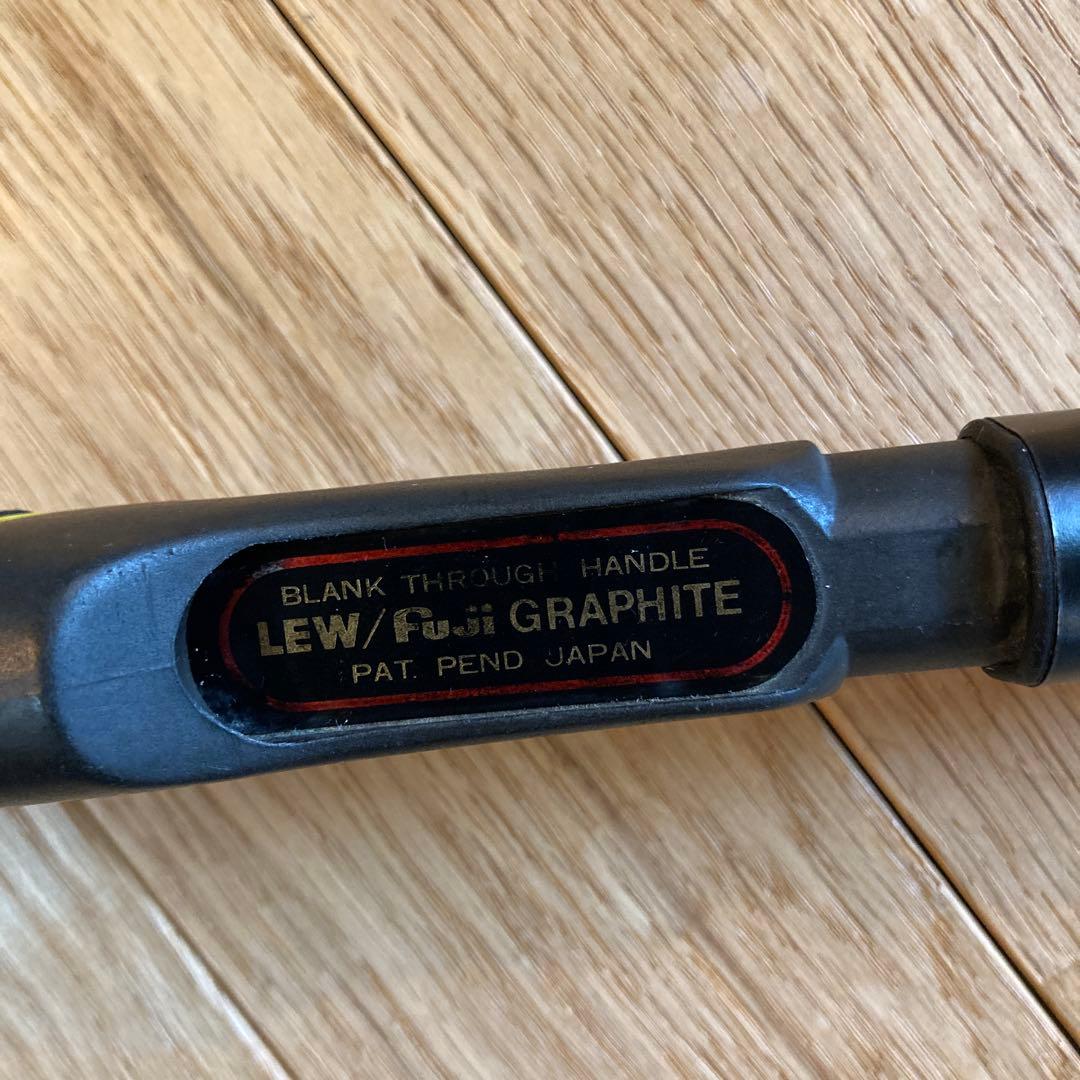 BLANK THROUGH HANDLE
LEW/Fuji GRAPHITE
PAT. PEND JAPAN